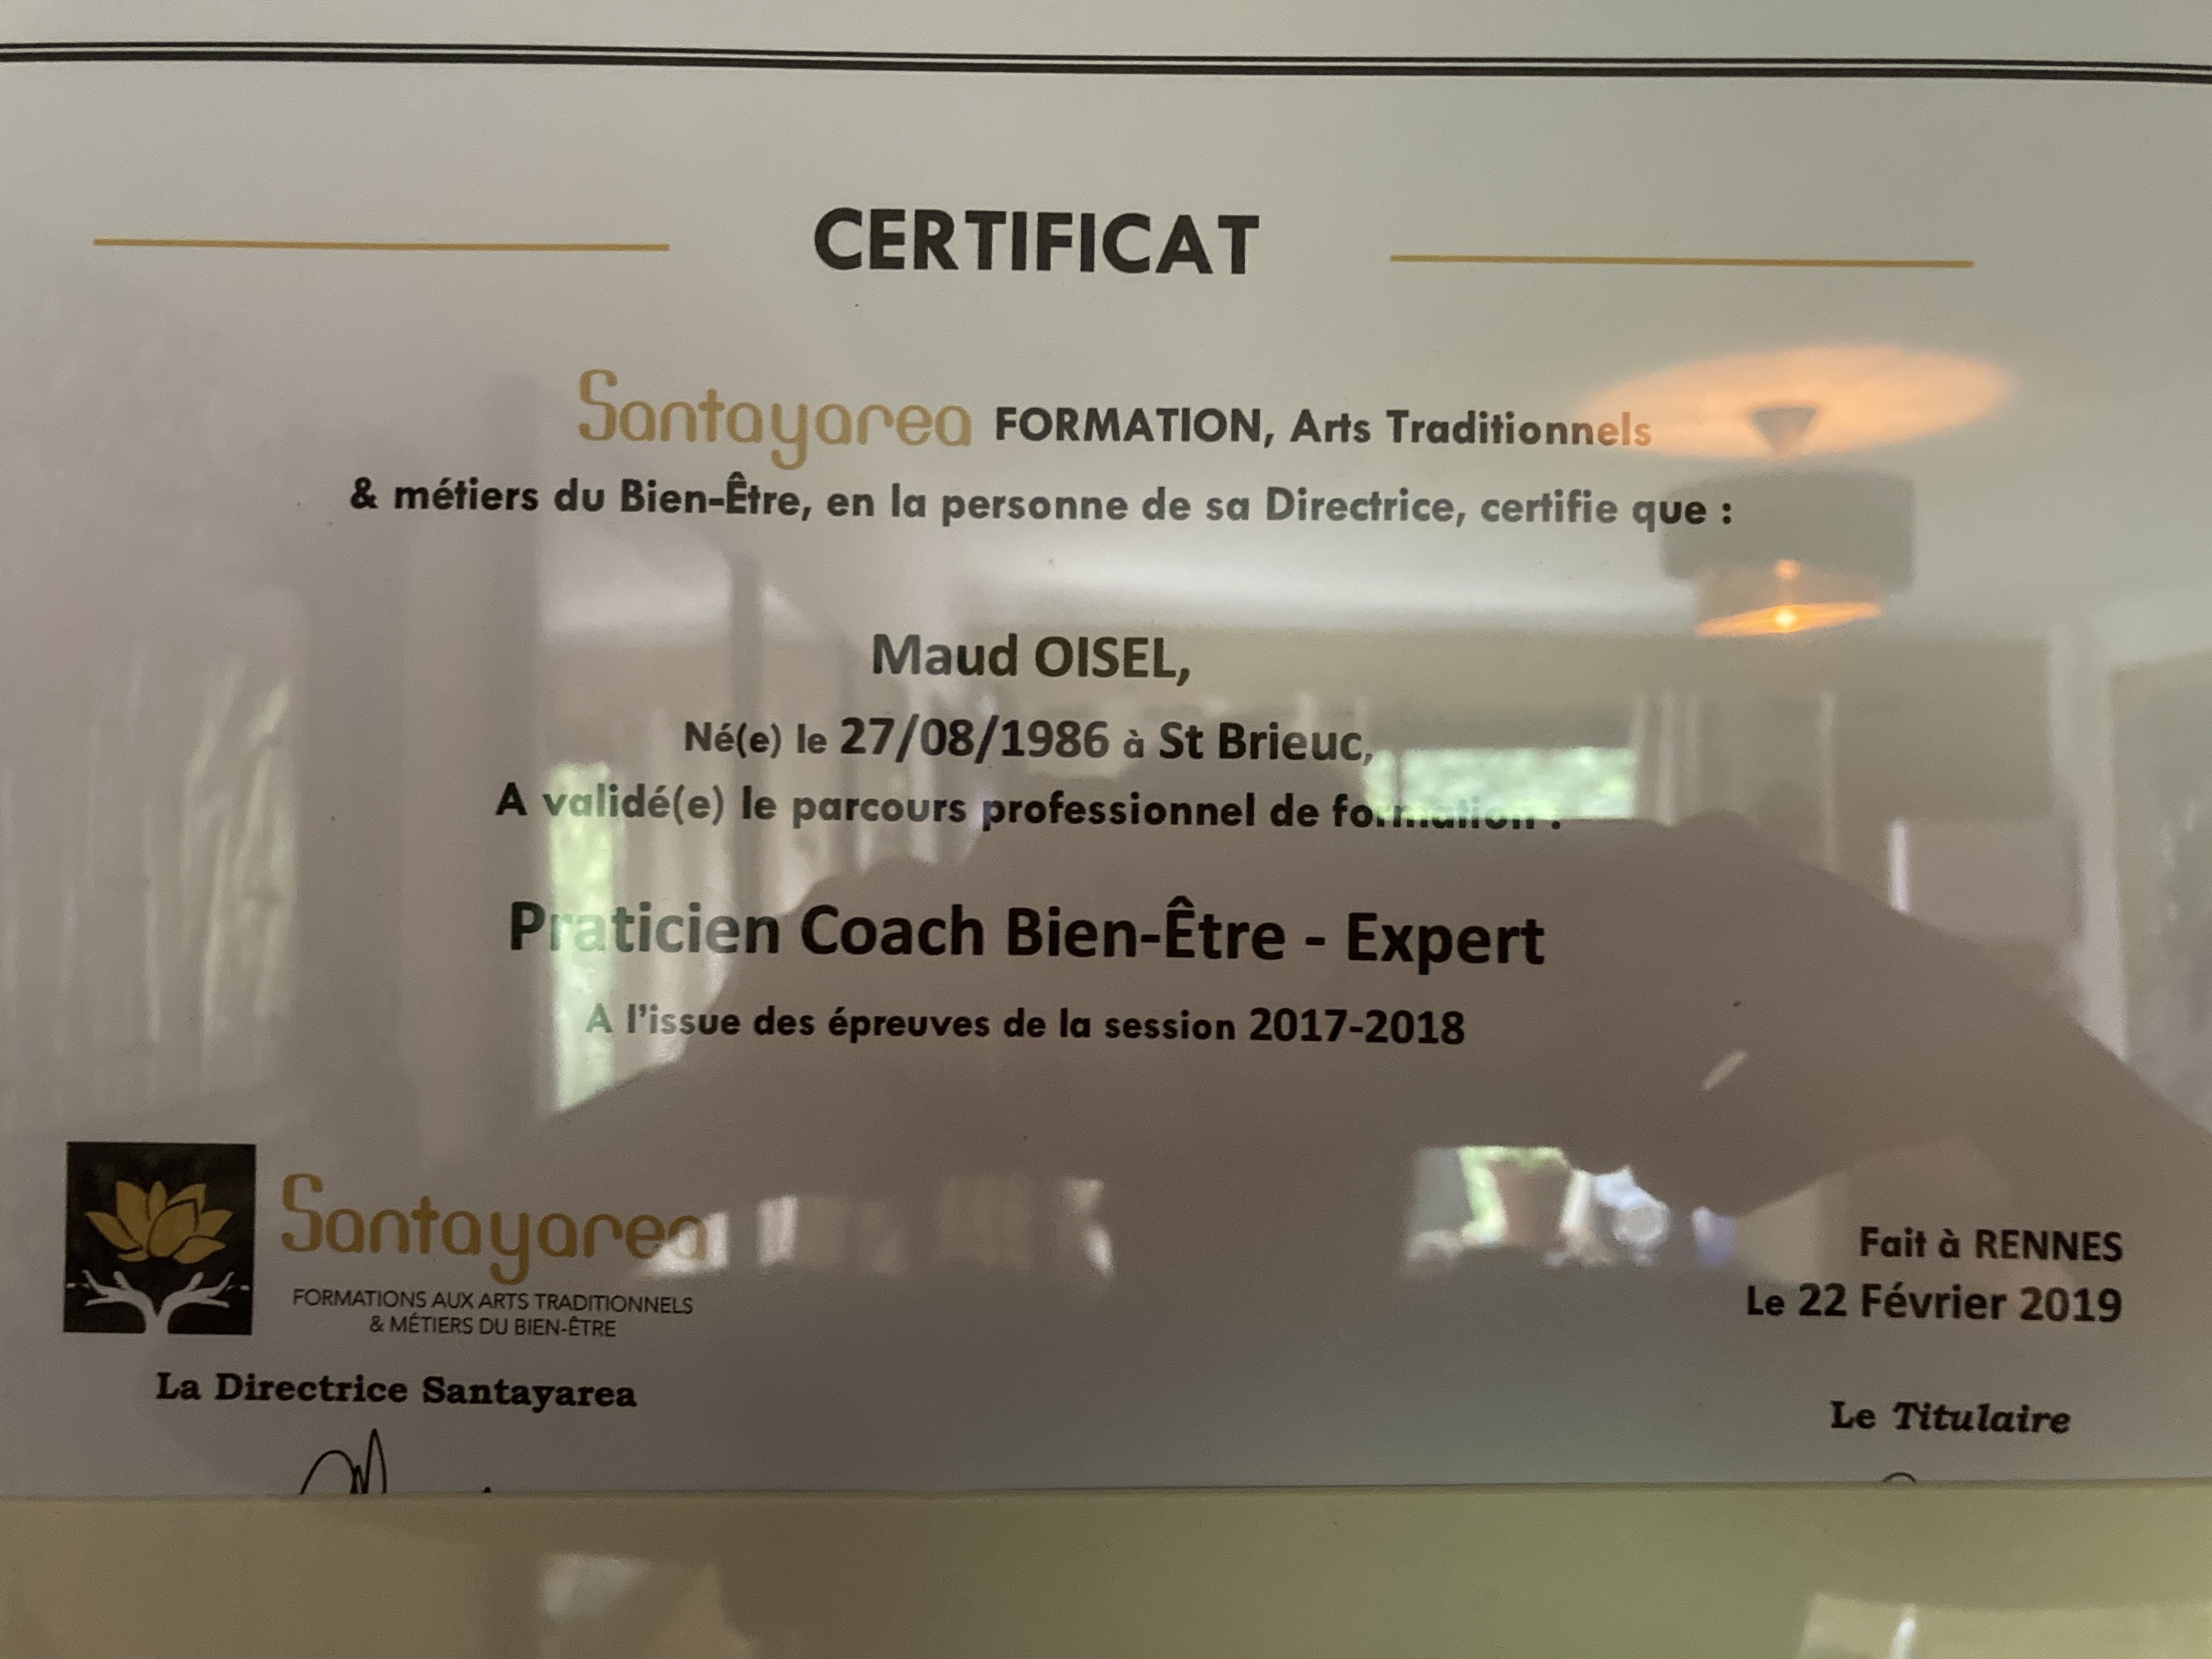 CERTIFICAT
Santayarea FORMATION, Arts Traditionnels
& métiers du Bien-Être, en la personne de sa Directrice, certifie que :
Maud OISEL,
Né(e) le 27/08/1986 à St Brieuc,
A validé(e) le parcours professionnel de formation :
Praticien Coach Bien-Être - Expert
A l'issue des épreuves de la session 2017-2018
Santayarea
FORMATIONS AUX ARTS TRADITIONNELS
& MÉTIERS DU BIEN-ÊTRE
La Directrice Santayarea
Fait à RENNES
Le 22 Février 2019
Le Titulaire